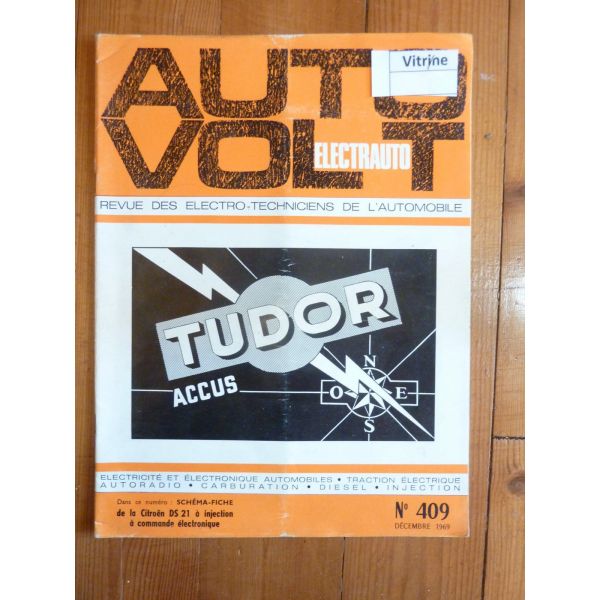 AUTO
Vitrine
VOLT
ELECTRAUTO
REVUE DES ELECTRO-TECHNICIENS DE L'AUTOMOBILE
TUDOR
ACCUS
N
O E
S
ELECTRICITÉ ET ÉLECTRONIQUE AUTOMOBILES • TRACTION ÉLECTRIQUE
AUTORADIO • CARBURATION • DIESEL • INJECTION
Dans ce numéro : SCHÉMA-FICHE
de la Citroën DS 21 à injection
à commande électronique
N° 409
DÉCEMBRE 1969